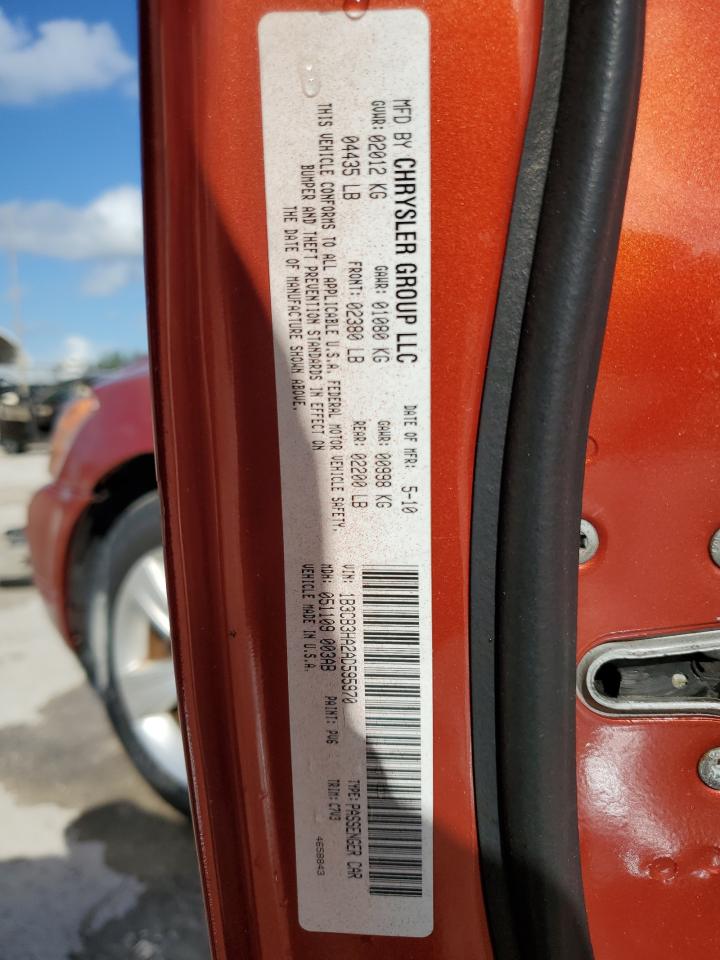 MFD BY CHRYSLER GROUP LLC DATE OF MFR: 5-10
GVWR: 02012 KG GAWR: 01080 KG GAWR: 00998 KG
04435 LB FRONT: 02380 LB REAR: 02200 LB
THIS VEHICLE CONFORMS TO ALL APPLICABLE U.S.A. FEDERAL MOTOR VEHICLE SAFETY,
BUMPER AND THEFT PREVENTION STANDARDS IN EFFECT ON
THE DATE OF MANUFACTURE SHOWN ABOVE.
VIN: 1B3CB3HA2AD595970 TYPE: PASSENGER CAR
MDH: 051109 003AB PAINT: PV6 TRIM: C7V3
VEHICLE MADE IN U.S.A. 4658843